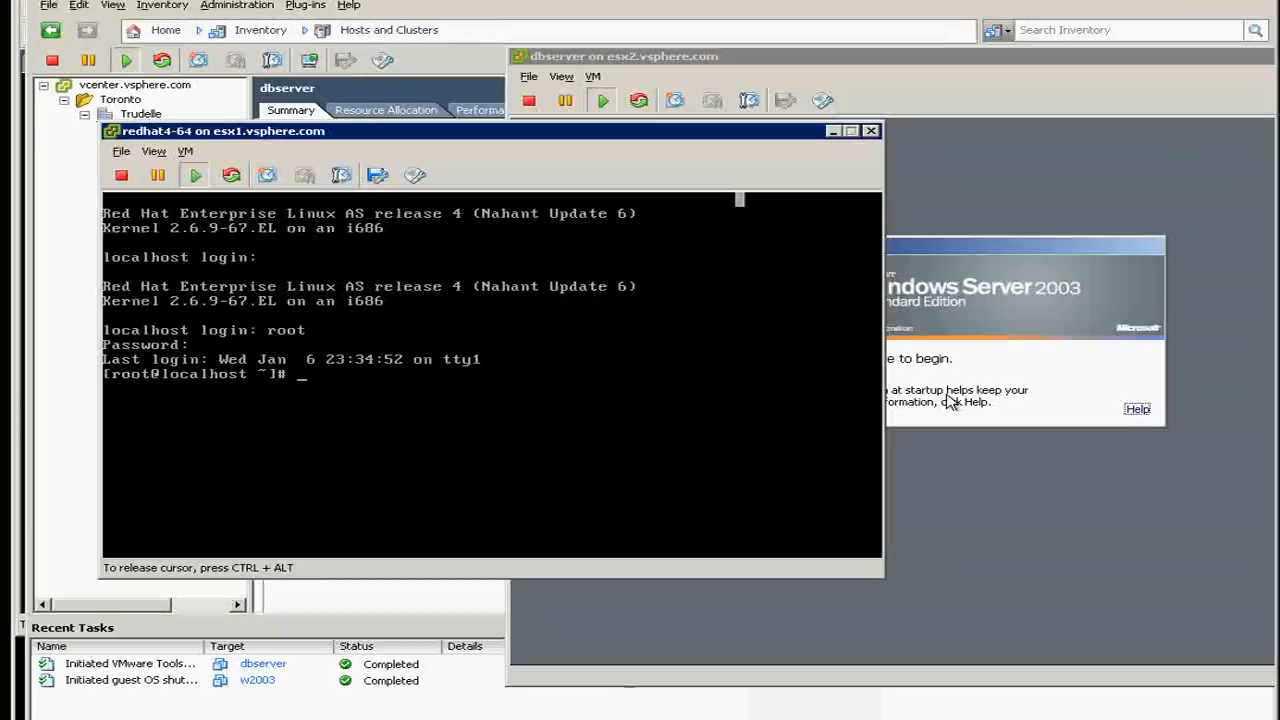 File Edit View Inventory Administration Plug-ins Help
Home Inventory Hosts and Clusters Search Inventory
vcenter.vsphere.com
Toronto
Trudelle
dbserver
Summary Resource Allocation Performa
dbserver on esx2.vsphere.com
File View VM
redhat4-64 on esx1.vsphere.com
File View VM
Red Hat Enterprise Linux AS release 4 (Nahant Update 6)
Kernel 2.6.9-67.EL on an i686
localhost login:
Red Hat Enterprise Linux AS release 4 (Nahant Update 6)
Kernel 2.6.9-67.EL on an i686
localhost login: root
Password:
Last login: Wed Jan  6 23:34:52 on tty1
[root@localhost ~]# _
To release cursor, press CTRL + ALT
ndows Server 2003
ndard Edition
Microsoft
e to begin.
n at startup helps keep your
formation, click Help.
Help
Recent Tasks
Name Target Status Details
Initiated VMware Tools... dbserver Completed
Initiated guest OS shut... w2003 Completed